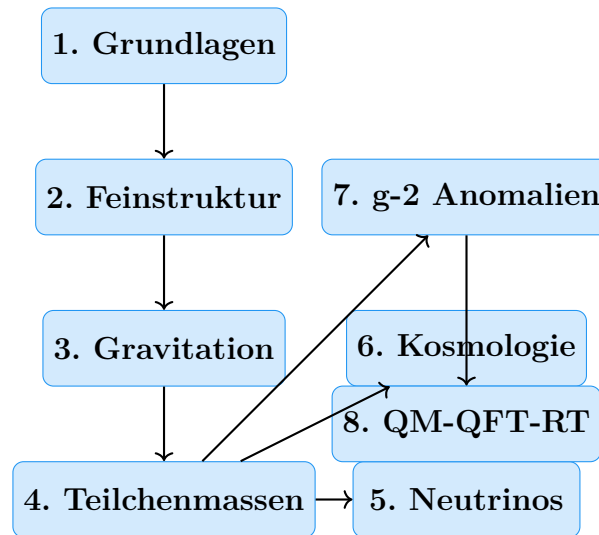 1. Grundlagen
2. Feinstruktur
7. g-2 Anomalien
3. Gravitation
6. Kosmologie
8. QM-QFT-RT
4. Teilchenmassen
5. Neutrinos